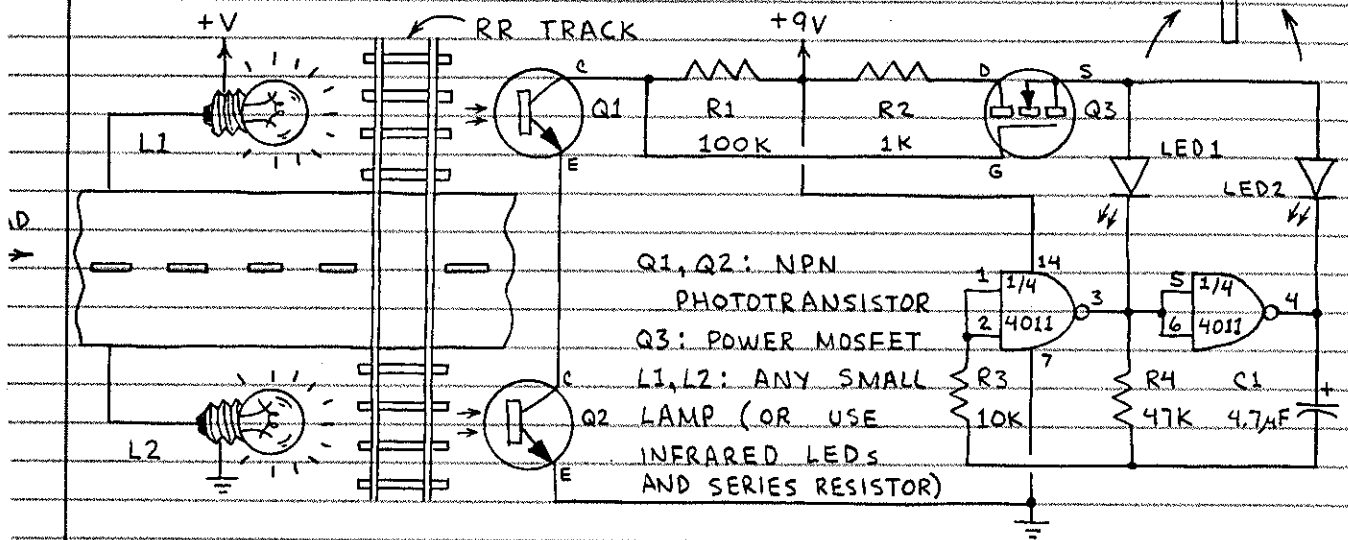 +V
RR TRACK
+9V
L1
C
Q1
E
R1
100K
R2
1K
D
S
Q3
G
LED1
LED2
Q1, Q2: NPN
PHOTOTRANSISTOR
Q3: POWER MOSFET
L1, L2: ANY SMALL
LAMP (OR USE
INFRARED LEDs
AND SERIES RESISTOR)
L2
C
Q2
E
1
2
1/4
4011
14
3
7
5
6
1/4
4011
4
R3
10K
R4
47K
C1
4.7µF
+